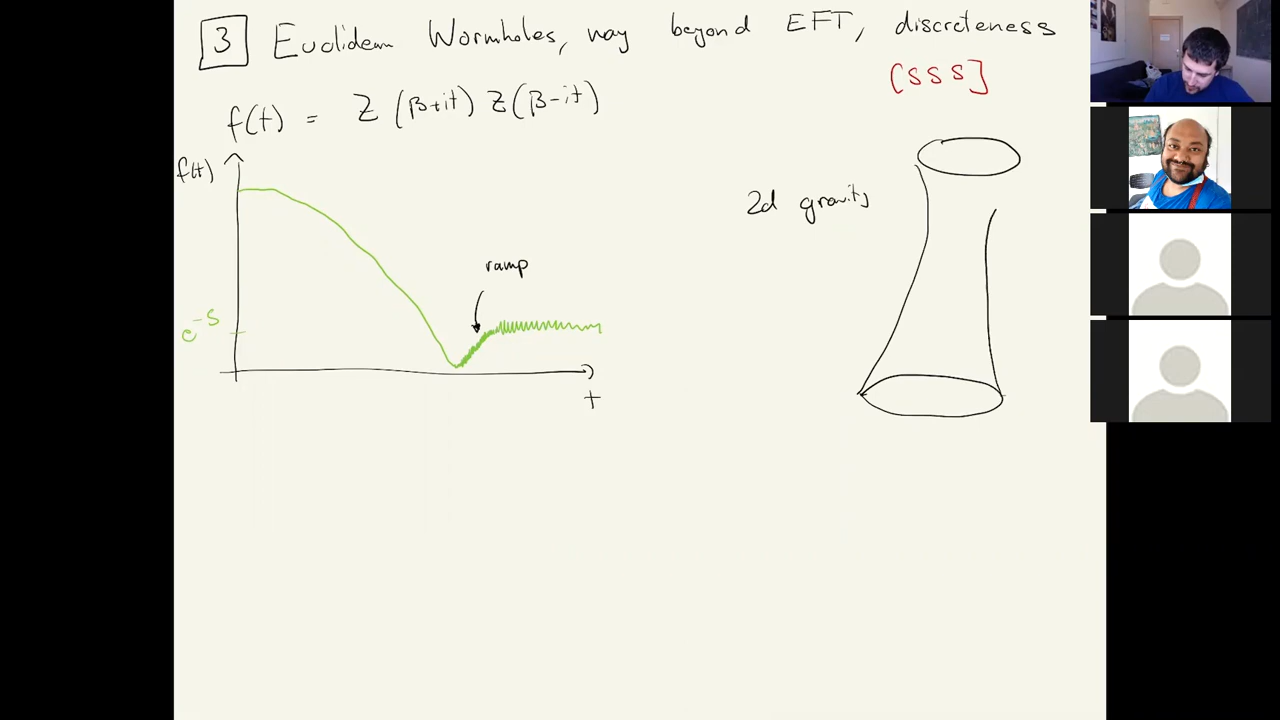 3 Euclidean Wormholes, way beyond EFT, discreteness
[SSS]
f(t) = Z(β+it) Z(β-it)
f(t)
2d gravity
ramp
e^-S
t